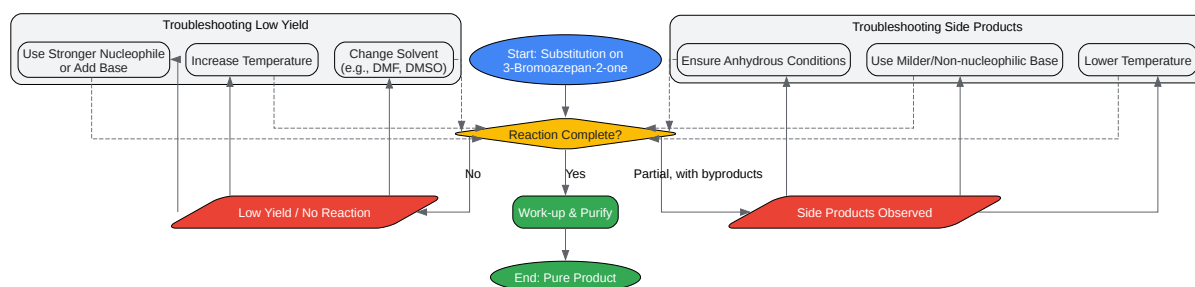 Troubleshooting Low Yield
Use Stronger Nucleophile
or Add Base
Increase Temperature
Change Solvent
(e.g., DMF, DMSO)
Start: Substitution on
3-Bromoazepan-2-one
Troubleshooting Side Products
Ensure Anhydrous Conditions
Use Milder/Non-nucleophilic Base
Lower Temperature
Reaction Complete?
No
Yes
Partial, with byproducts
Low Yield / No Reaction
Work-up & Purify
Side Products Observed
End: Pure Product